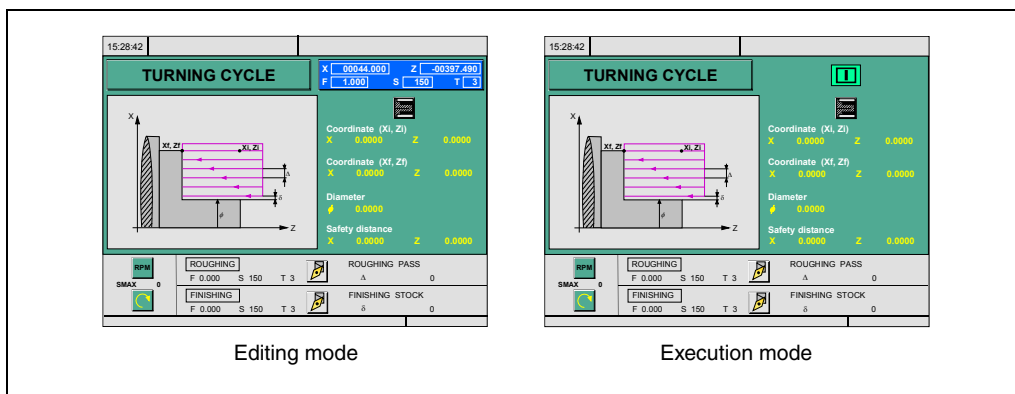 15:28:42
TURNING CYCLE
X 00044.000 Z -00397.490
F 1.000 S 150 T 3
X
Xf, Zf
Xi, Zi
Δ
δ
ϕ
Z
Coordinate (Xi, Zi)
X 0.0000 Z 0.0000
Coordinate (Xf, Zf)
X 0.0000 Z 0.0000
Diameter
ϕ 0.0000
Safety distance
X 0.0000 Z 0.0000
RPM
SMAX 0
ROUGHING
F 0.000 S 150 T 3
ROUGHING PASS
Δ 0
FINISHING
F 0.000 S 150 T 3
FINISHING STOCK
δ 0
Editing mode
15:28:42
TURNING CYCLE
X
Xf, Zf
Xi, Zi
Δ
δ
ϕ
Z
Coordinate (Xi, Zi)
X 0.0000 Z 0.0000
Coordinate (Xf, Zf)
X 0.0000 Z 0.0000
Diameter
ϕ 0.0000
Safety distance
X 0.0000 Z 0.0000
RPM
SMAX 0
ROUGHING
F 0.000 S 150 T 3
ROUGHING PASS
Δ 0
FINISHING
F 0.000 S 150 T 3
FINISHING STOCK
δ 0
Execution mode